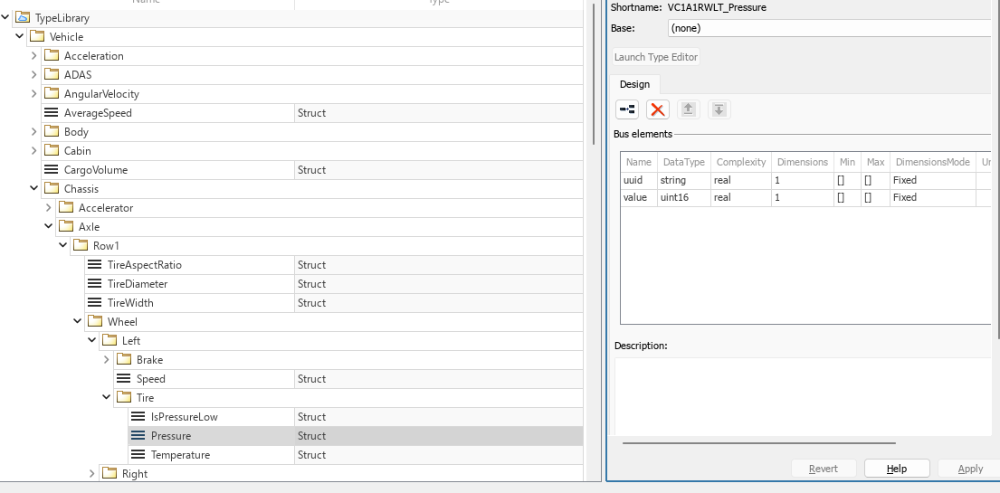 Name Type
TypeLibrary
Vehicle
Acceleration
ADAS
AngularVelocity
AverageSpeed Struct
Body
Cabin
CargoVolume Struct
Chassis
Accelerator
Axle
Row1
TireAspectRatio Struct
TireDiameter Struct
TireWidth Struct
Wheel
Left
Brake
Speed Struct
Tire
IsPressureLow Struct
Pressure Struct
Temperature Struct
Right
Shortname: VC1A1RWLT_Pressure
Base: (none)
Launch Type Editor
Design
Bus elements
Name DataType Complexity Dimensions Min Max DimensionsMode
uuid string real 1 [] [] Fixed
value uint16 real 1 [] [] Fixed
Description:
Revert Help Apply